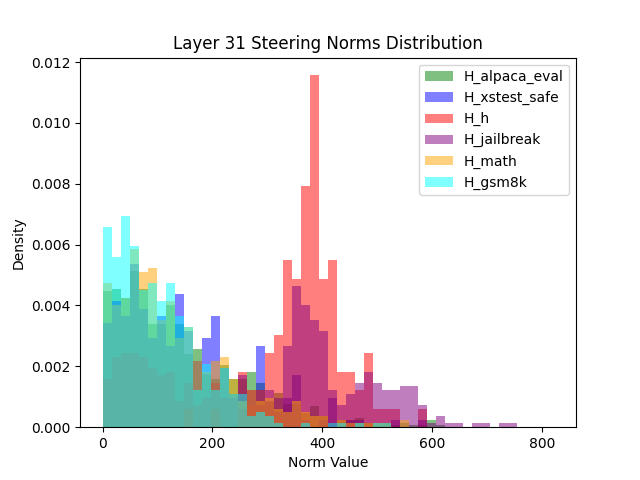 Layer 31 Steering Norms Distribution
H_alpaca_eval
H_xstest_safe
H_h
H_jailbreak
H_math
H_gsm8k
Density
0.012
0.010
0.008
0.006
0.004
0.002
0.000
0
200
400
600
800
Norm Value